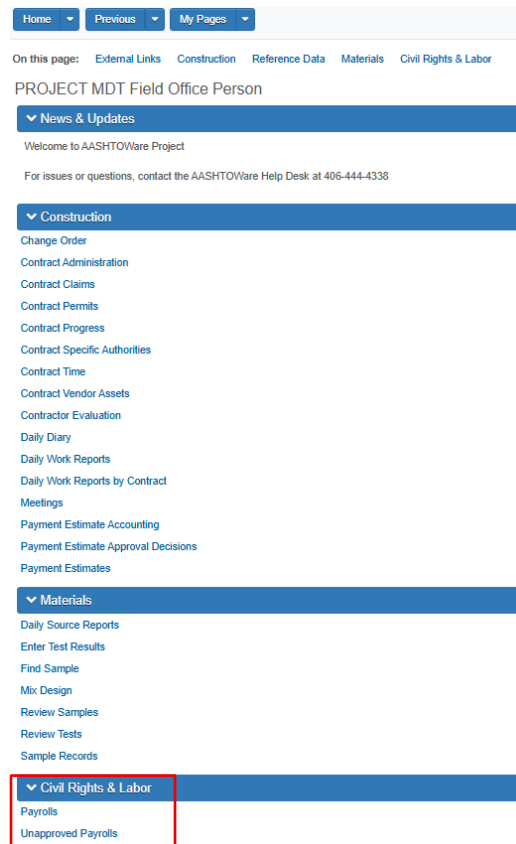 Home Previous My Pages
On this page: External Links Construction Reference Data Materials Civil Rights & Labor
PROJECT MDT Field Office Person
News & Updates
Welcome to AASHTOWare Project
For issues or questions, contact the AASHTOWare Help Desk at 406-444-4338
Construction
Change Order
Contract Administration
Contract Claims
Contract Permits
Contract Progress
Contract Specific Authorities
Contract Time
Contract Vendor Assets
Contractor Evaluation
Daily Diary
Daily Work Reports
Daily Work Reports by Contract
Meetings
Payment Estimate Accounting
Payment Estimate Approval Decisions
Payment Estimates
Materials
Daily Source Reports
Enter Test Results
Find Sample
Mix Design
Review Samples
Review Tests
Sample Records
Civil Rights & Labor
Payrolls
Unapproved Payrolls